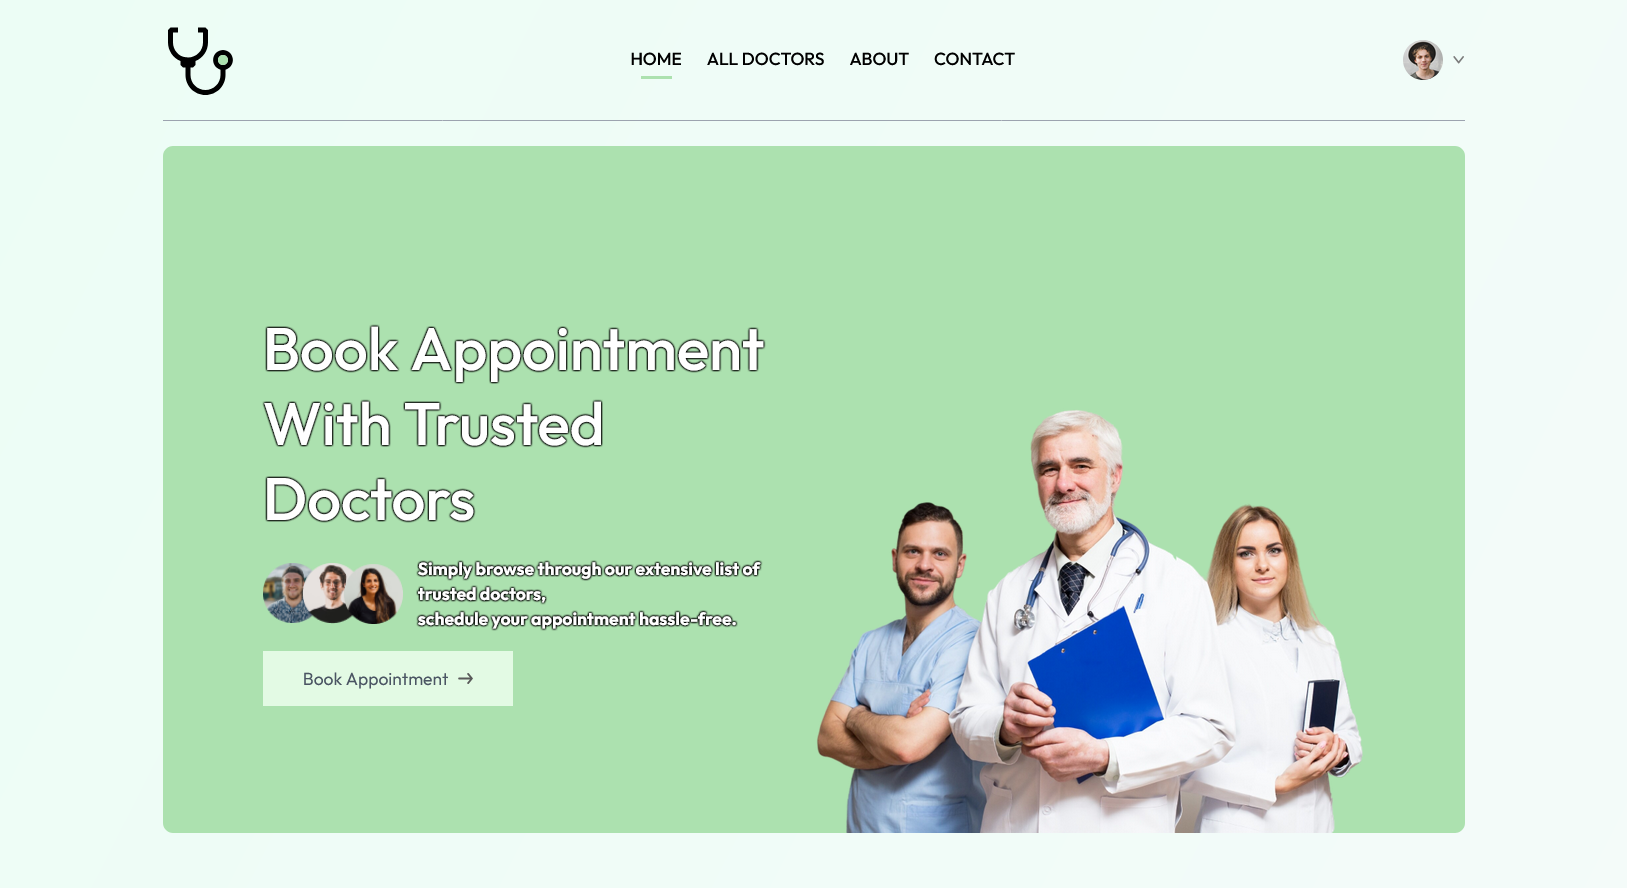 HOME ALL DOCTORS ABOUT CONTACT
Book Appointment
With Trusted
Doctors
Simply browse through our extensive list of
trusted doctors,
schedule your appointment hassle-free.
Book Appointment →